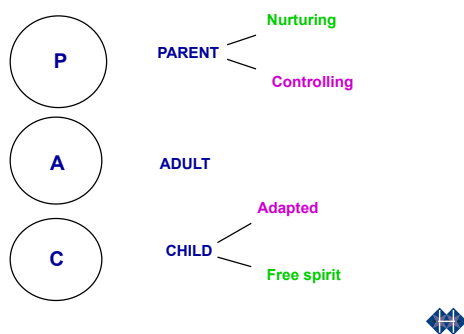 Nurturing
P
PARENT
Controlling
A
ADULT
Adapted
CHILD
C
Free spirit